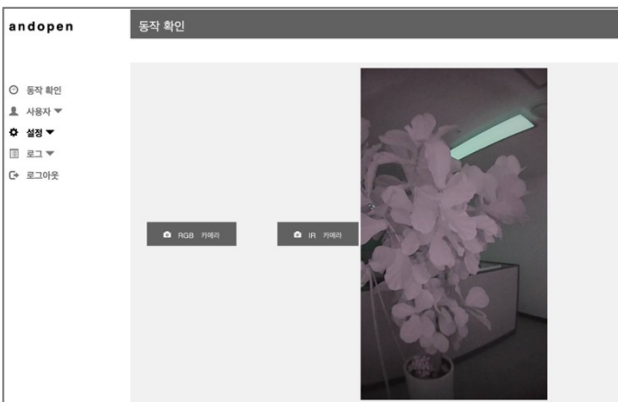 andopen
동작 확인
동작 확인
사용자
설정
로그
로그아웃
RGB 카메라
IR 카메라